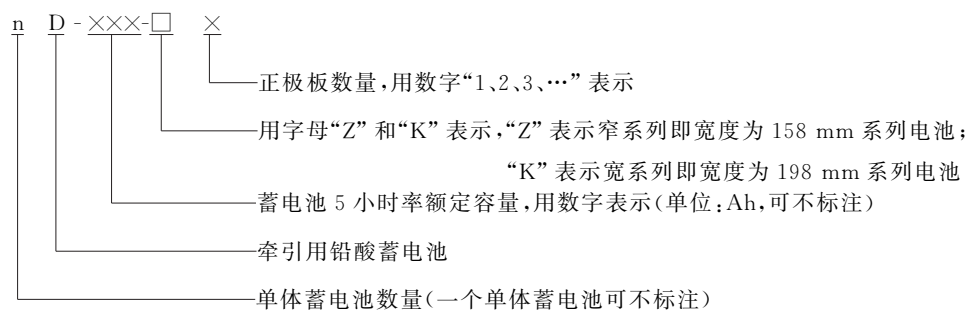 n D-×××-□ ×
正极板数量,用数字“1、2、3、…”表示
用字母“Z”和“K”表示,“Z”表示窄系列即宽度为 158 mm 系列电池;
“K”表示宽系列即宽度为 198 mm 系列电池
蓄电池 5 小时率额定容量,用数字表示(单位:Ah,可不标注)
牵引用铅酸蓄电池
单体蓄电池数量(一个单体蓄电池可不标注)